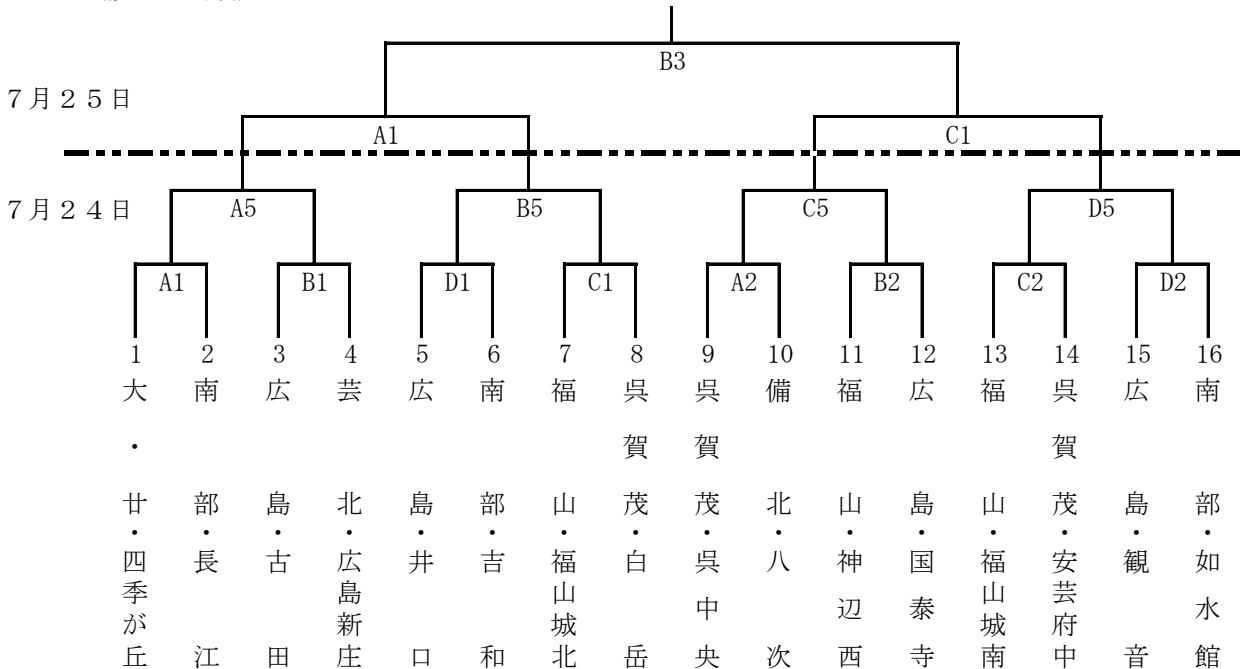 B3
7月25日
A1 C1
7月24日
A5 B5 C5 D5
A1 B1 D1 C1 A2 B2 C2 D2
1 2 3 4 5 6 7 8 9 10 11 12 13 14 15 16
大・廿・四季が丘
南部・長江
広島・古田
芸北・広島新庄
広島・井口
南部・吉和
福山・福山城北
呉賀茂・白岳
呉賀茂・呉中央
備北・八次
福山・神辺西
広島・国泰寺
福山・福山城南
呉賀茂・安芸府中
広島・観音
南部・如水館